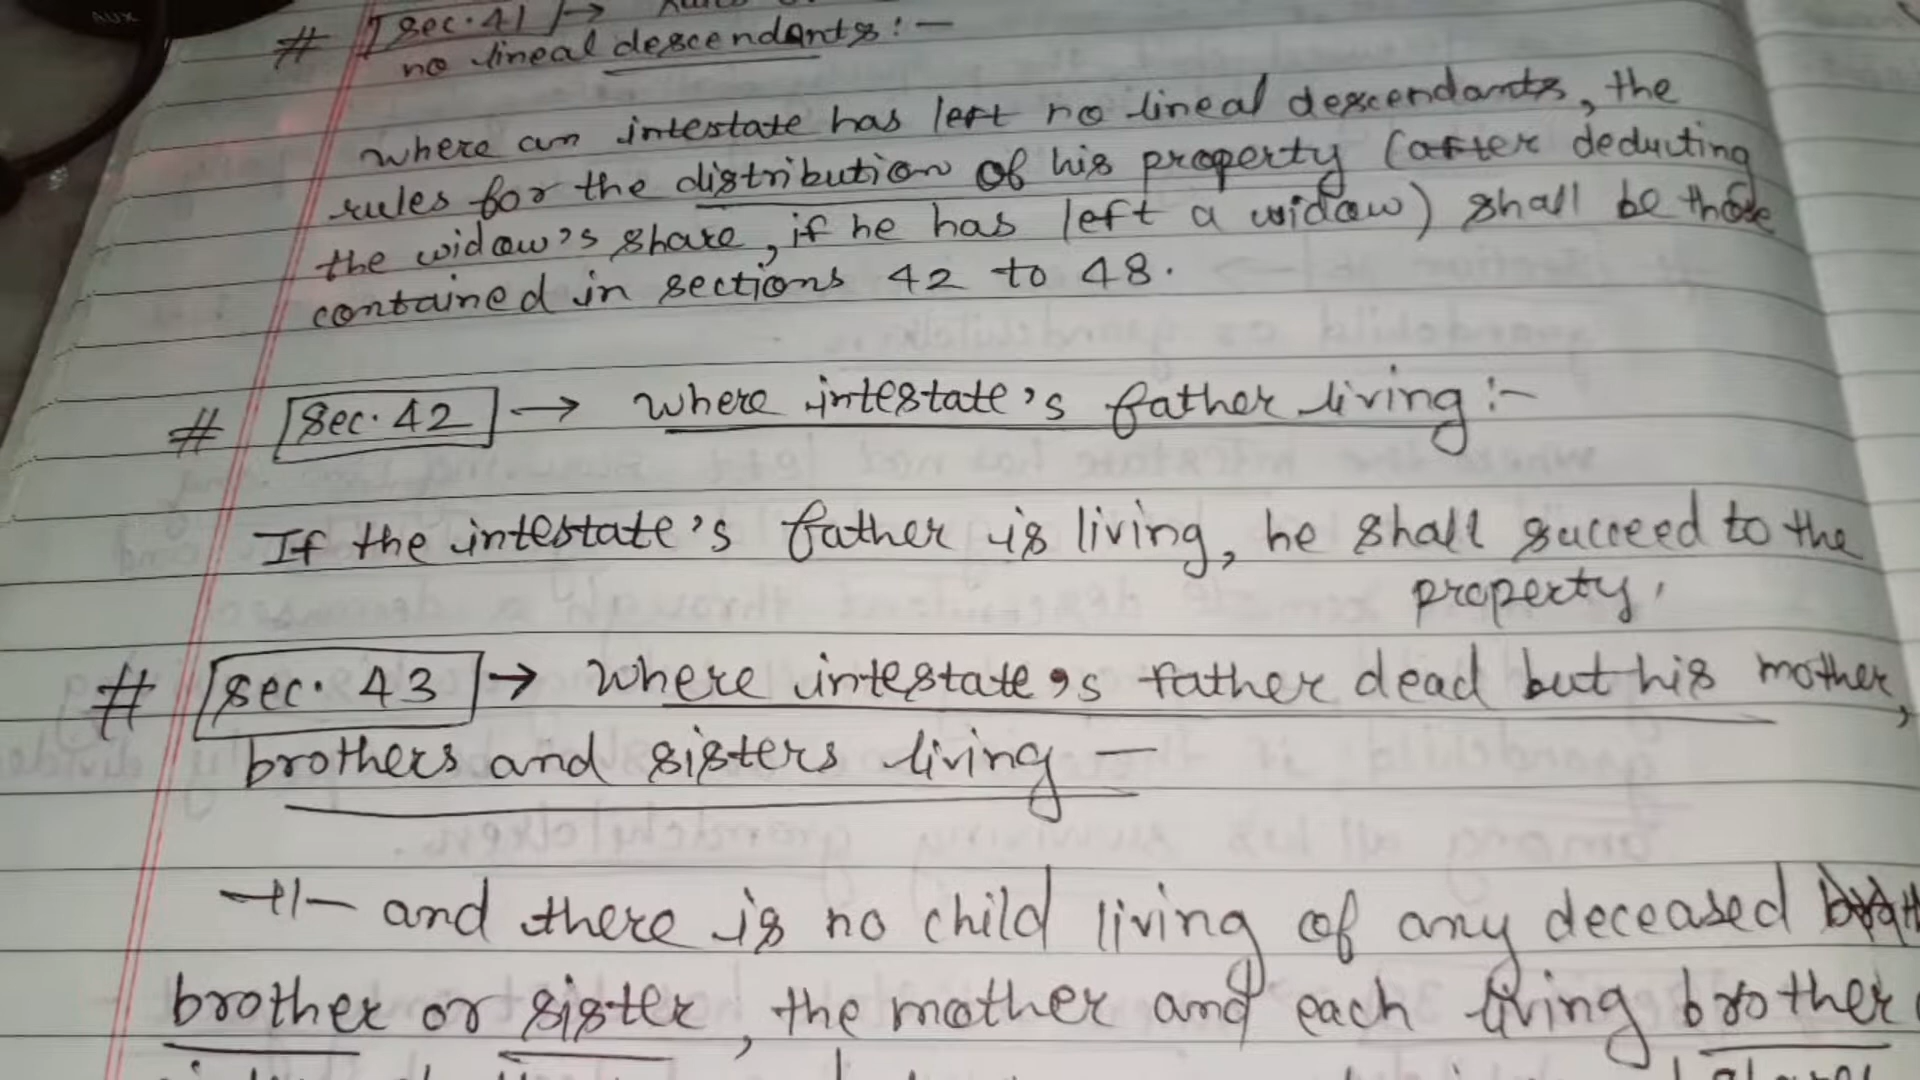 AUX
# Sec. 41 →
no lineal descendants :-
where an intestate has left no lineal descendants, the
rules for the distribution of his property (after deducting
the widow's share, if he has left a widow) shall be those
contained in sections 42 to 48.
# Sec. 42 → where intestate's father living :-
If the intestate's father is living, he shall succeed to the
property.
# Sec. 43 → where intestate's father dead but his mother,
brothers and sisters living —
—11— and there is no child living of any deceased
brother or sister, the mother and each living brother